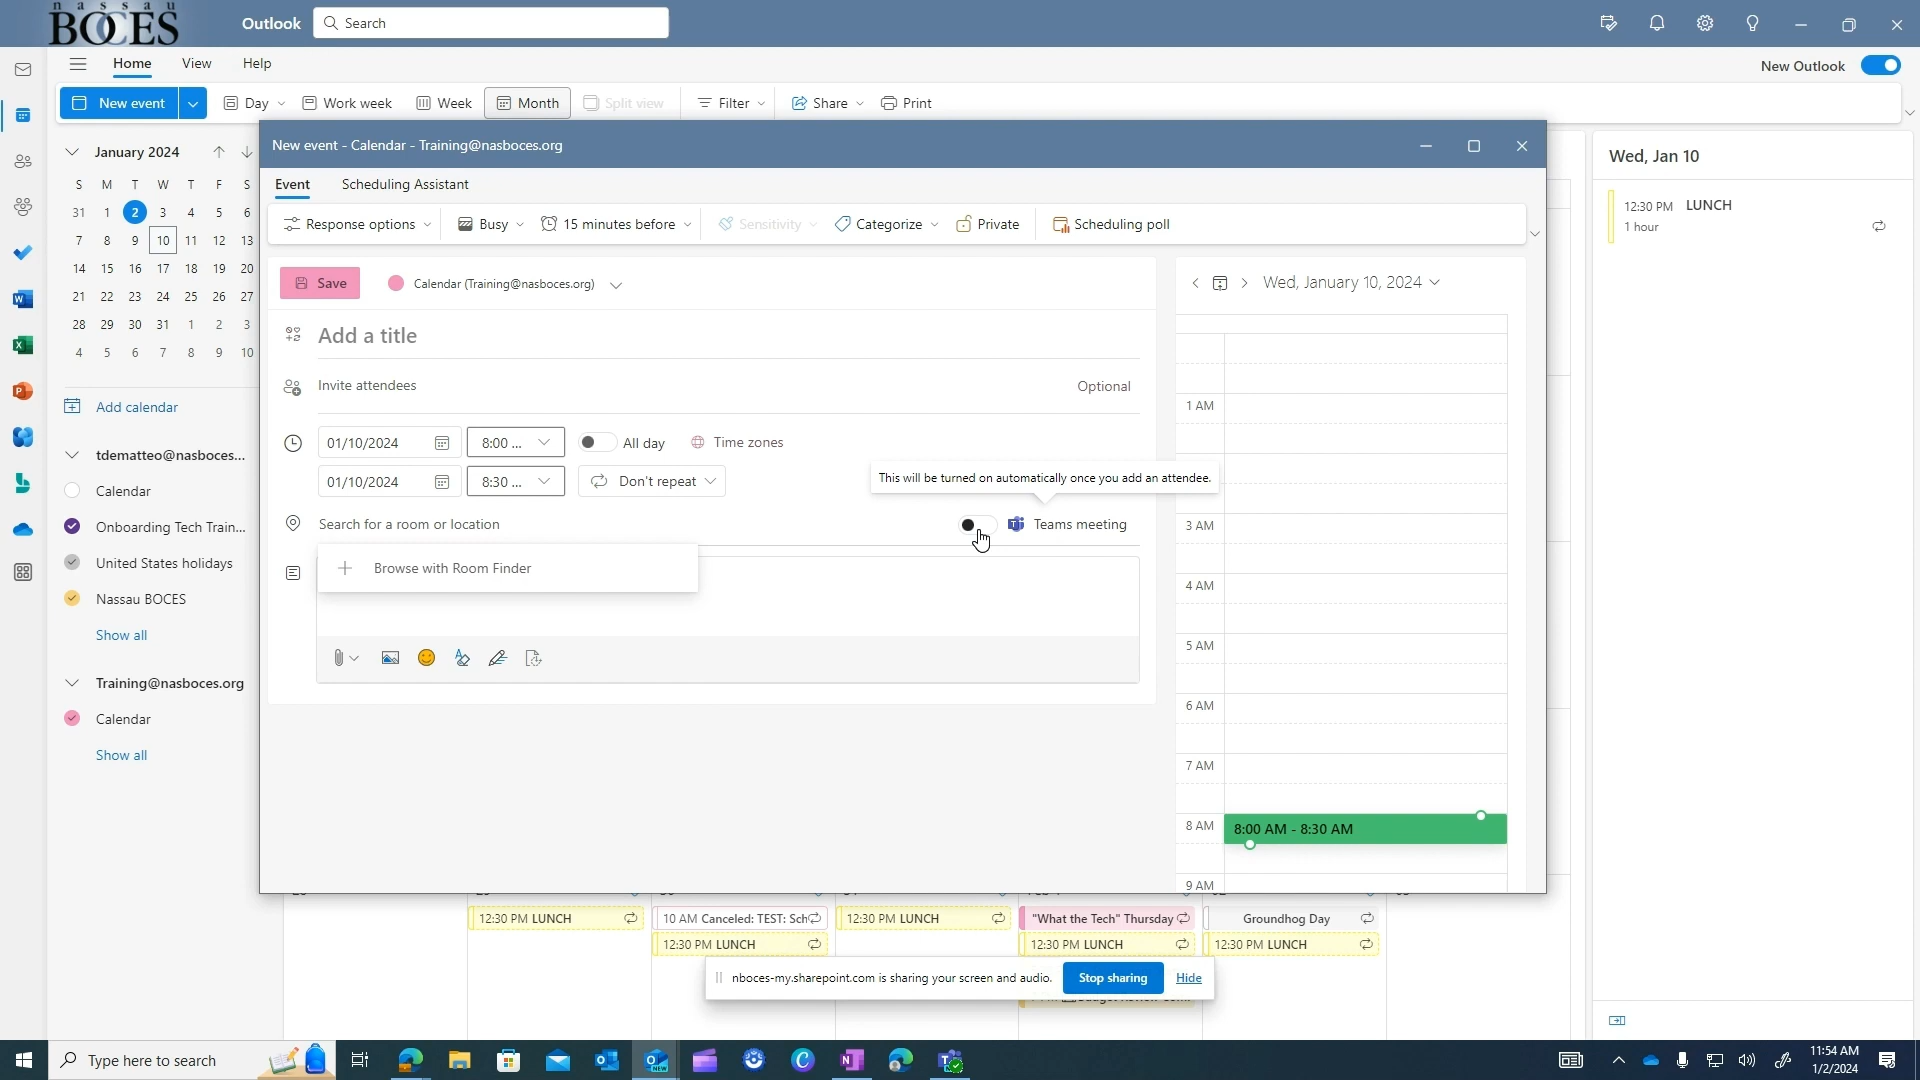 nassau
BOCES
Outlook
Search
Home
View
Help
New Outlook
New event
Day
Work week
Week
Month
Split view
Filter
Share
Print
January 2024
S M T W T F S
31 1 2 3 4 5 6
7 8 9 10 11 12 13
14 15 16 17 18 19 20
21 22 23 24 25 26 27
28 29 30 31 1 2 3
4 5 6 7 8 9 10
Add calendar
tdematteo@nasboces...
Calendar
Onboarding Tech Train...
United States holidays
Nassau BOCES
Show all
Training@nasboces.org
Calendar
Show all
New event - Calendar - Training@nasboces.org
Event
Scheduling Assistant
Response options
Busy
15 minutes before
Sensitivity
Categorize
Private
Scheduling poll
Save
Calendar (Training@nasboces.org)
Add a title
Invite attendees
Optional
01/10/2024
8:00 ...
All day
Time zones
01/10/2024
8:30 ...
Don't repeat
This will be turned on automatically once you add an attendee.
Search for a room or location
Teams meeting
Browse with Room Finder
Wed, January 10, 2024
1 AM
3 AM
4 AM
5 AM
6 AM
7 AM
8 AM
8:00 AM - 8:30 AM
9 AM
Wed, Jan 10
12:30 PM LUNCH
1 hour
12:30 PM LUNCH
10 AM Canceled: TEST: Sch
12:30 PM LUNCH
12:30 PM LUNCH
"What the Tech" Thursday
12:30 PM LUNCH
Groundhog Day
12:30 PM LUNCH
nboces-my.sharepoint.com is sharing your screen and audio.
Stop sharing
Hide
Type here to search
11:54 AM
1/2/2024